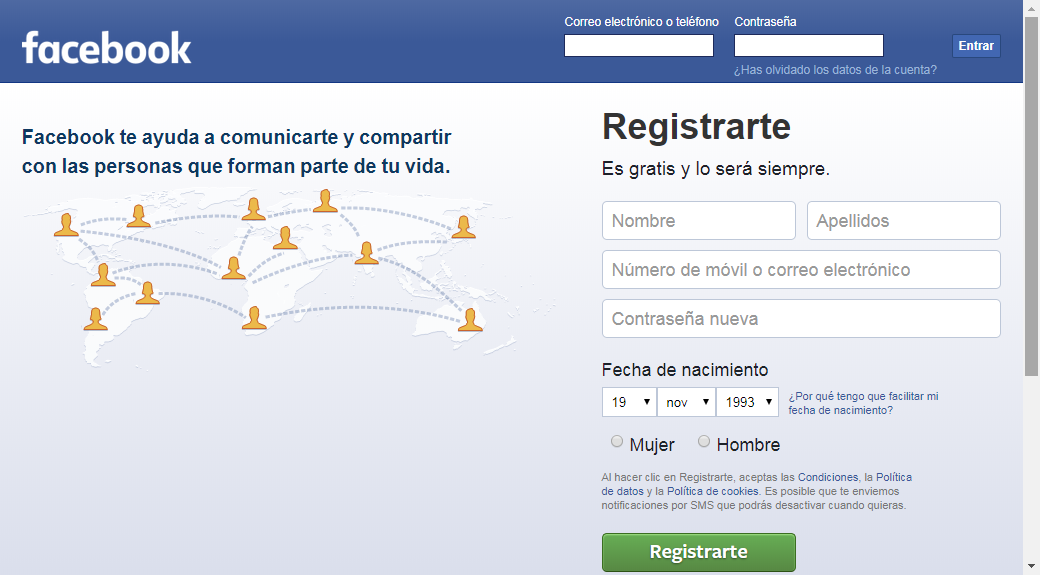 facebook
Correo electrónico o teléfono
Contraseña
Entrar
¿Has olvidado los datos de la cuenta?
Facebook te ayuda a comunicarte y compartir
con las personas que forman parte de tu vida.
Registrarte
Es gratis y lo será siempre.
Nombre
Apellidos
Número de móvil o correo electrónico
Contraseña nueva
Fecha de nacimiento
19 nov 1993
¿Por qué tengo que facilitar mi
fecha de nacimiento?
Mujer
Hombre
Al hacer clic en Registrarte, aceptas las Condiciones, la Política
de datos y la Política de cookies. Es posible que te enviemos
notificaciones por SMS que podrás desactivar cuando quieras.
Registrarte